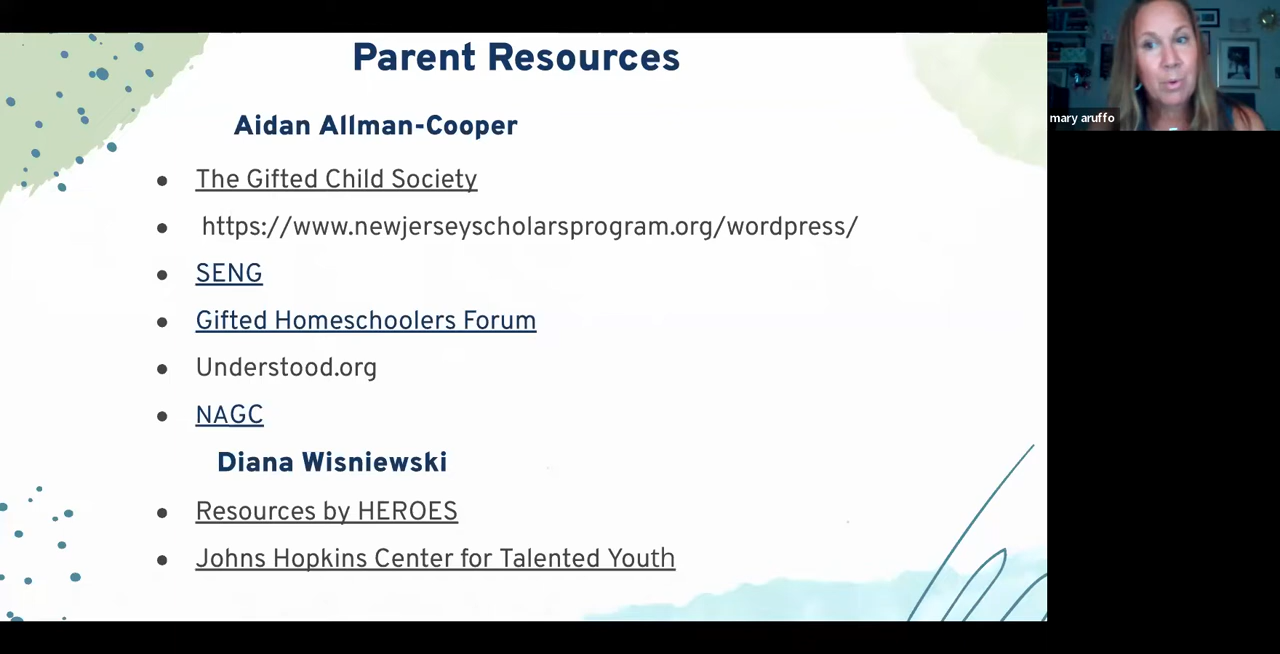 Parent Resources
mary aruffo
Aidan Allman-Cooper
The Gifted Child Society
https://www.newjerseyscholarsprogram.org/wordpress/
SENG
Gifted Homeschoolers Forum
Understood.org
NAGC
Diana Wisniewski
Resources by HEROES
Johns Hopkins Center for Talented Youth